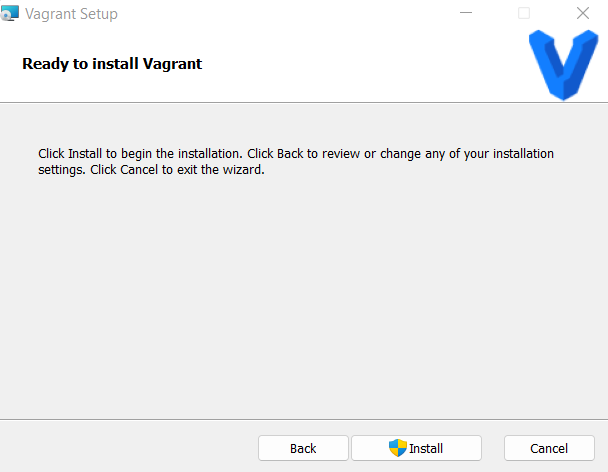 Vagrant Setup
Ready to install Vagrant
Click Install to begin the installation. Click Back to review or change any of your installation
settings. Click Cancel to exit the wizard.
Back
Install
Cancel